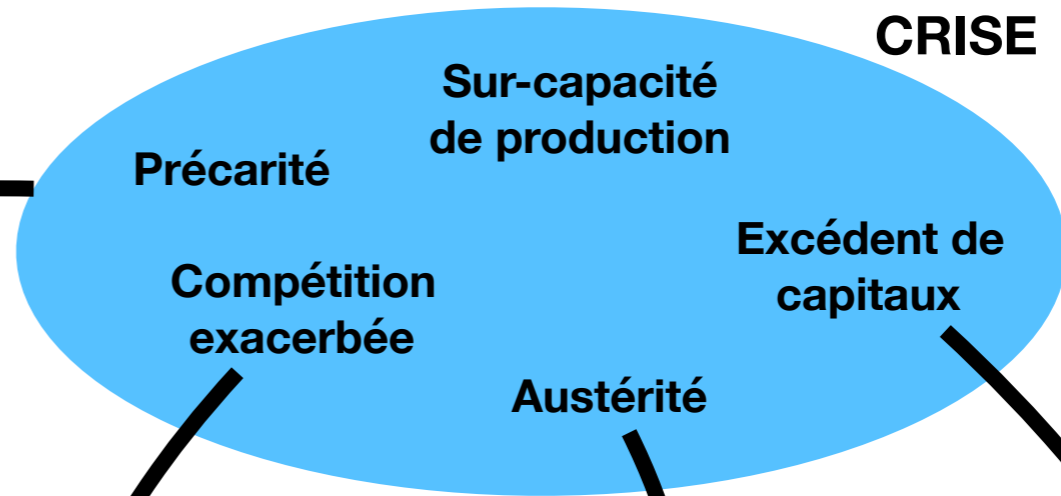 CRISE
Sur-capacité
de production
Précarité
Excédent de
capitaux
Compétition
exacerbée
Austérité